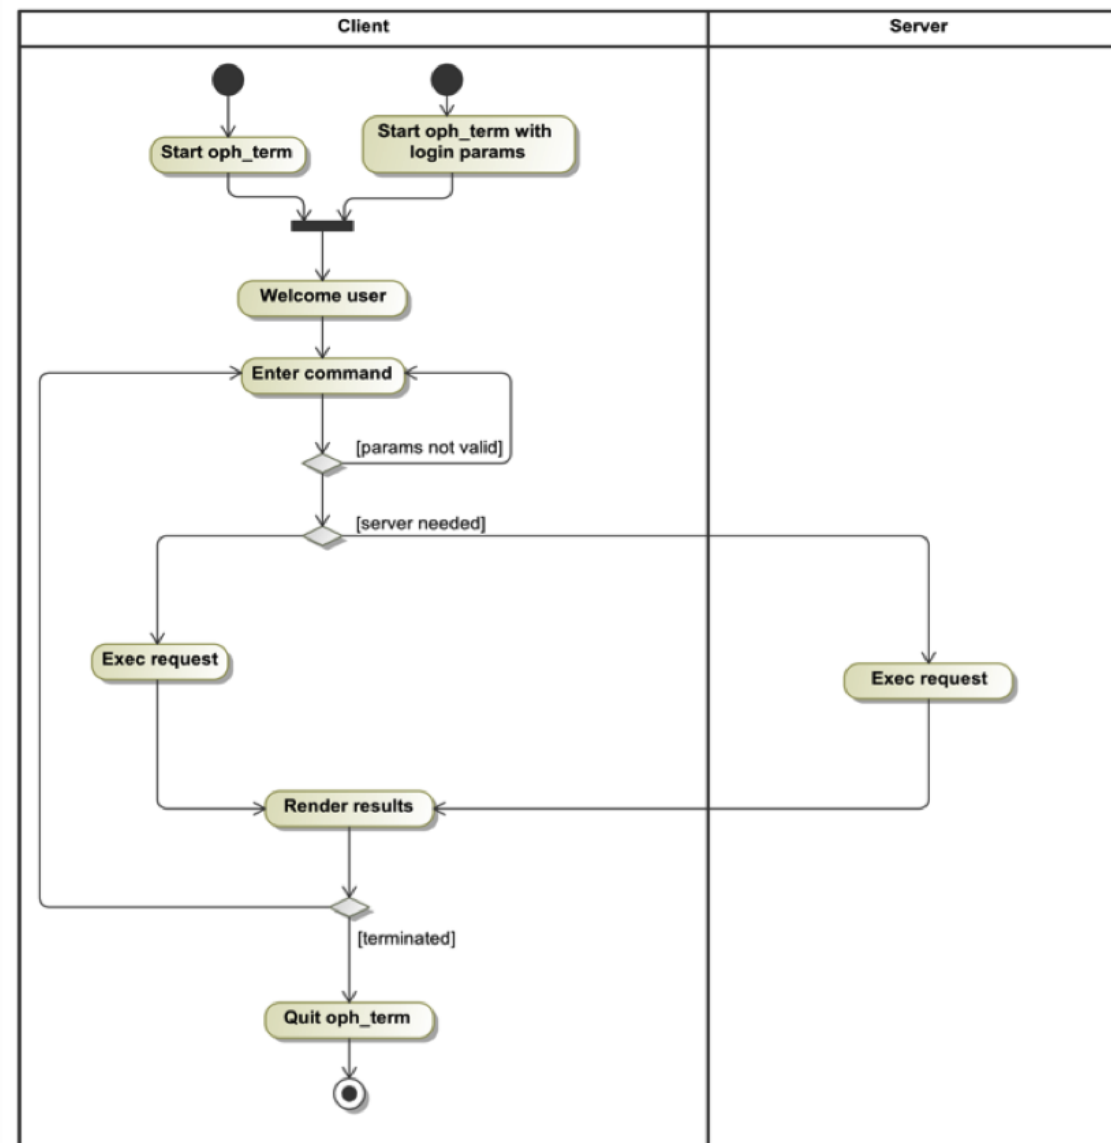 Client
Server
Start oph_term
Start oph_term with
login params
Welcome user
Enter command
[params not valid]
[server needed]
Exec request
Exec request
Render results
[terminated]
Quit oph_term